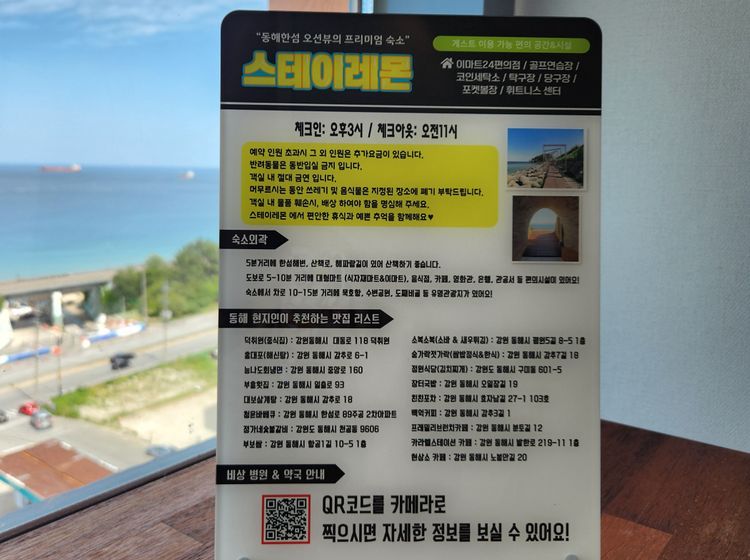 "동해한섬 오션뷰의 프리미엄 숙소"
스테이레몬
게스트 이용 가능 편의 공간&시설
이마트24편의점 / 골프연습장 /
코인세탁소 / 탁구장 / 당구장 /
포켓볼장 / 휘트니스 센터
체크인: 오후3시 / 체크아웃: 오전11시
예약 인원 초과시 그 외 인원은 추가요금이 있습니다.
반려동물은 동반입실 금지 입니다.
객실 내 절대 금연 입니다.
머무르시는 동안 쓰레기 및 음식물은 지정된 장소에 폐기 부탁드립니다.
객실 내 물품 훼손시, 배상 하여야 함을 명심해 주세요.
스테이레몬 에서 편안한 휴식과 예쁜 추억을 함께해요♥
숙소외곽
5분거리에 한섬해변, 산책로, 해파랑길이 있어 산책하기 좋습니다.
도보로 5-10분 거리에 대형마트 (식자재마트&이마트), 음식점, 카페, 영화관, 은행, 관공서 등 편의시설이 있어요!
숙소에서 차로 10-15분 거리에 묵호항, 수변공원, 도째비골 등 유명관광지가 있어요!
동해 현지인이 추천하는 맛집 리스트
덕취원(중식집) : 강원동해시 대동로 118 덕취원
홍대포(해신탕) : 강원 동해시 감추로 6-1
능나도회냉면 : 강원 동해시 중앙로 160
부흥횟집 : 강원 동해시 일출로 93
대보삼계탕 : 강원 동해시 감추로 18
청운바베큐 : 강원 동해시 한섬로 89주공 2차아파트
정가네숯불갈비 : 강원도 동해시 천곡동 9606
부보쌈 : 강원 동해시 항골1길 10-5 1층
소복소복(소바 & 새우튀김) : 강원 동해시 평원5길 8-5 1층
숟가락젓가락(쌈밥정식&한식) : 강원 동해시 감추7길 18
정원식당(김치찌개) : 강원도 동해시 구미동 601-5
장터국밥 : 강원 동해시 오일장길 19
친친포차 : 강원 동해시 효자남길 27-1 103호
백억커피 : 강원 동해시 감추3길 1
프레밀리브런치카페 : 강원 동해시 분토길 12
카라멜스테이션 카페 : 강원 동해시 발한로 219-11 1층
현상소 카페 : 강원 동해시 노봉안길 20
비상 병원 & 약국 안내
QR코드를 카메라로
찍으시면 자세한 정보를 보실 수 있어요!